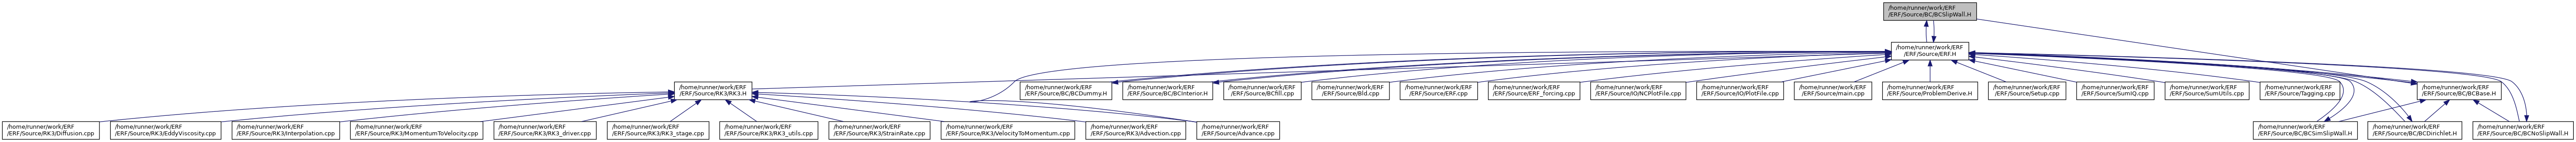 /home/runner/work/ERF
/ERF/Source/BC/BCSlipWall.H
/home/runner/work/ERF
/ERF/Source/ERF.H
/home/runner/work/ERF
/ERF/Source/RK3/RK3.H
/home/runner/work/ERF
/ERF/Source/BC/BCDummy.H
/home/runner/work/ERF
/ERF/Source/BC/BCInterior.H
/home/runner/work/ERF
/ERF/Source/BCfill.cpp
/home/runner/work/ERF
/ERF/Source/Bld.cpp
/home/runner/work/ERF
/ERF/Source/ERF.cpp
/home/runner/work/ERF
/ERF/Source/ERF_forcing.cpp
/home/runner/work/ERF
/ERF/Source/IO/NCPlotFile.cpp
/home/runner/work/ERF
/ERF/Source/IO/PlotFile.cpp
/home/runner/work/ERF
/ERF/Source/main.cpp
/home/runner/work/ERF
/ERF/Source/ProblemDerive.H
/home/runner/work/ERF
/ERF/Source/Setup.cpp
/home/runner/work/ERF
/ERF/Source/SumIQ.cpp
/home/runner/work/ERF
/ERF/Source/SumUtils.cpp
/home/runner/work/ERF
/ERF/Source/Tagging.cpp
/home/runner/work/ERF
/ERF/Source/BC/BCBase.H
/home/runner/work/ERF
/ERF/Source/RK3/Diffusion.cpp
/home/runner/work/ERF
/ERF/Source/RK3/EddyViscosity.cpp
/home/runner/work/ERF
/ERF/Source/RK3/Interpolation.cpp
/home/runner/work/ERF
/ERF/Source/RK3/MomentumToVelocity.cpp
/home/runner/work/ERF
/ERF/Source/RK3/RK3_driver.cpp
/home/runner/work/ERF
/ERF/Source/RK3/RK3_stage.cpp
/home/runner/work/ERF
/ERF/Source/RK3/RK3_utils.cpp
/home/runner/work/ERF
/ERF/Source/RK3/StrainRate.cpp
/home/runner/work/ERF
/ERF/Source/RK3/VelocityToMomentum.cpp
/home/runner/work/ERF
/ERF/Source/RK3/Advection.cpp
/home/runner/work/ERF
/ERF/Source/Advance.cpp
/home/runner/work/ERF
/ERF/Source/BC/BCSimSlipWall.H
/home/runner/work/ERF
/ERF/Source/BC/BCDirichlet.H
/home/runner/work/ERF
/ERF/Source/BC/BCNoSlipWall.H